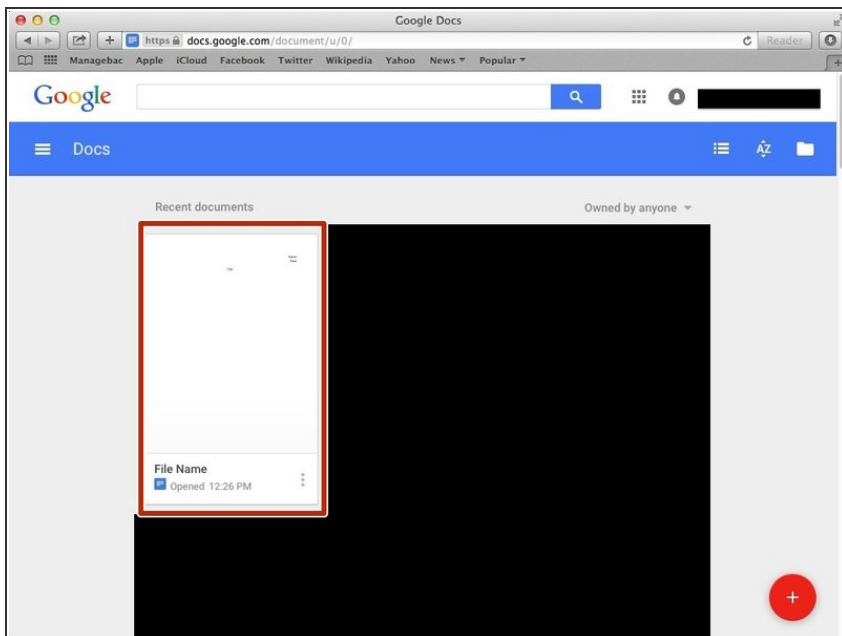 Google Docs
https docs.google.com/document/u/0/
Reader
Managebac Apple iCloud Facebook Twitter Wikipedia Yahoo News Popular
Google
Docs
AZ
Recent documents
Owned by anyone
File Name
Opened 12:26 PM